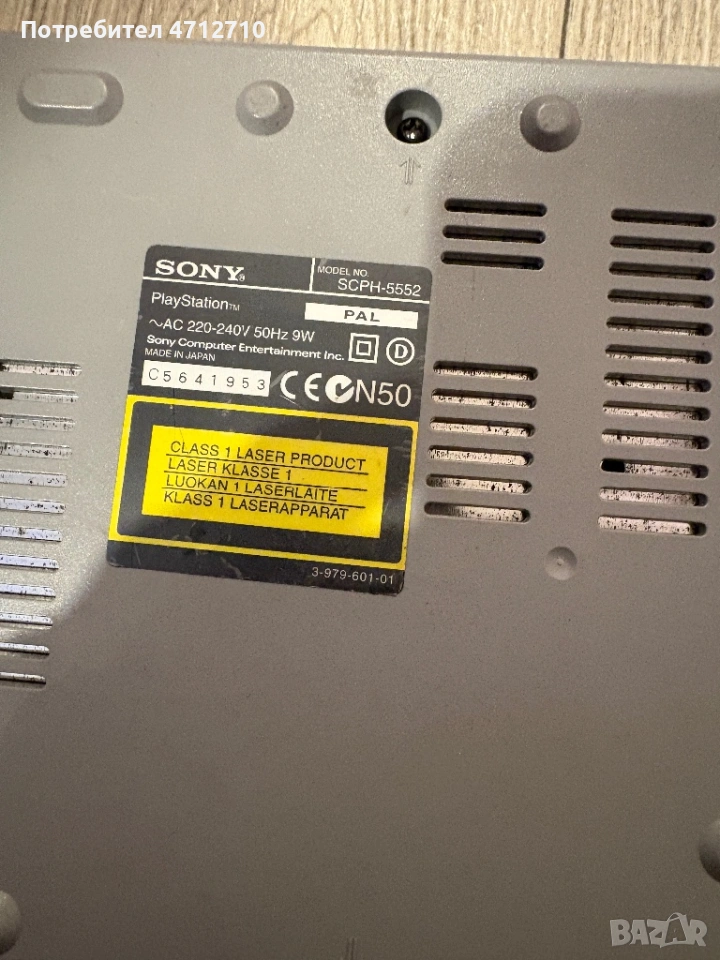 Потребител 4712710
SONY®
MODEL NO.
SCPH-5552
PlayStation™
PAL
~AC 220-240V 50Hz 9W
Sony Computer Entertainment Inc.
D
MADE IN JAPAN
C5641953
CE N50
CLASS 1 LASER PRODUCT
LASER KLASSE 1
LUOKAN 1 LASERLAITE
KLASS 1 LASERAPPARAT
3-979-601-01
BAZAR